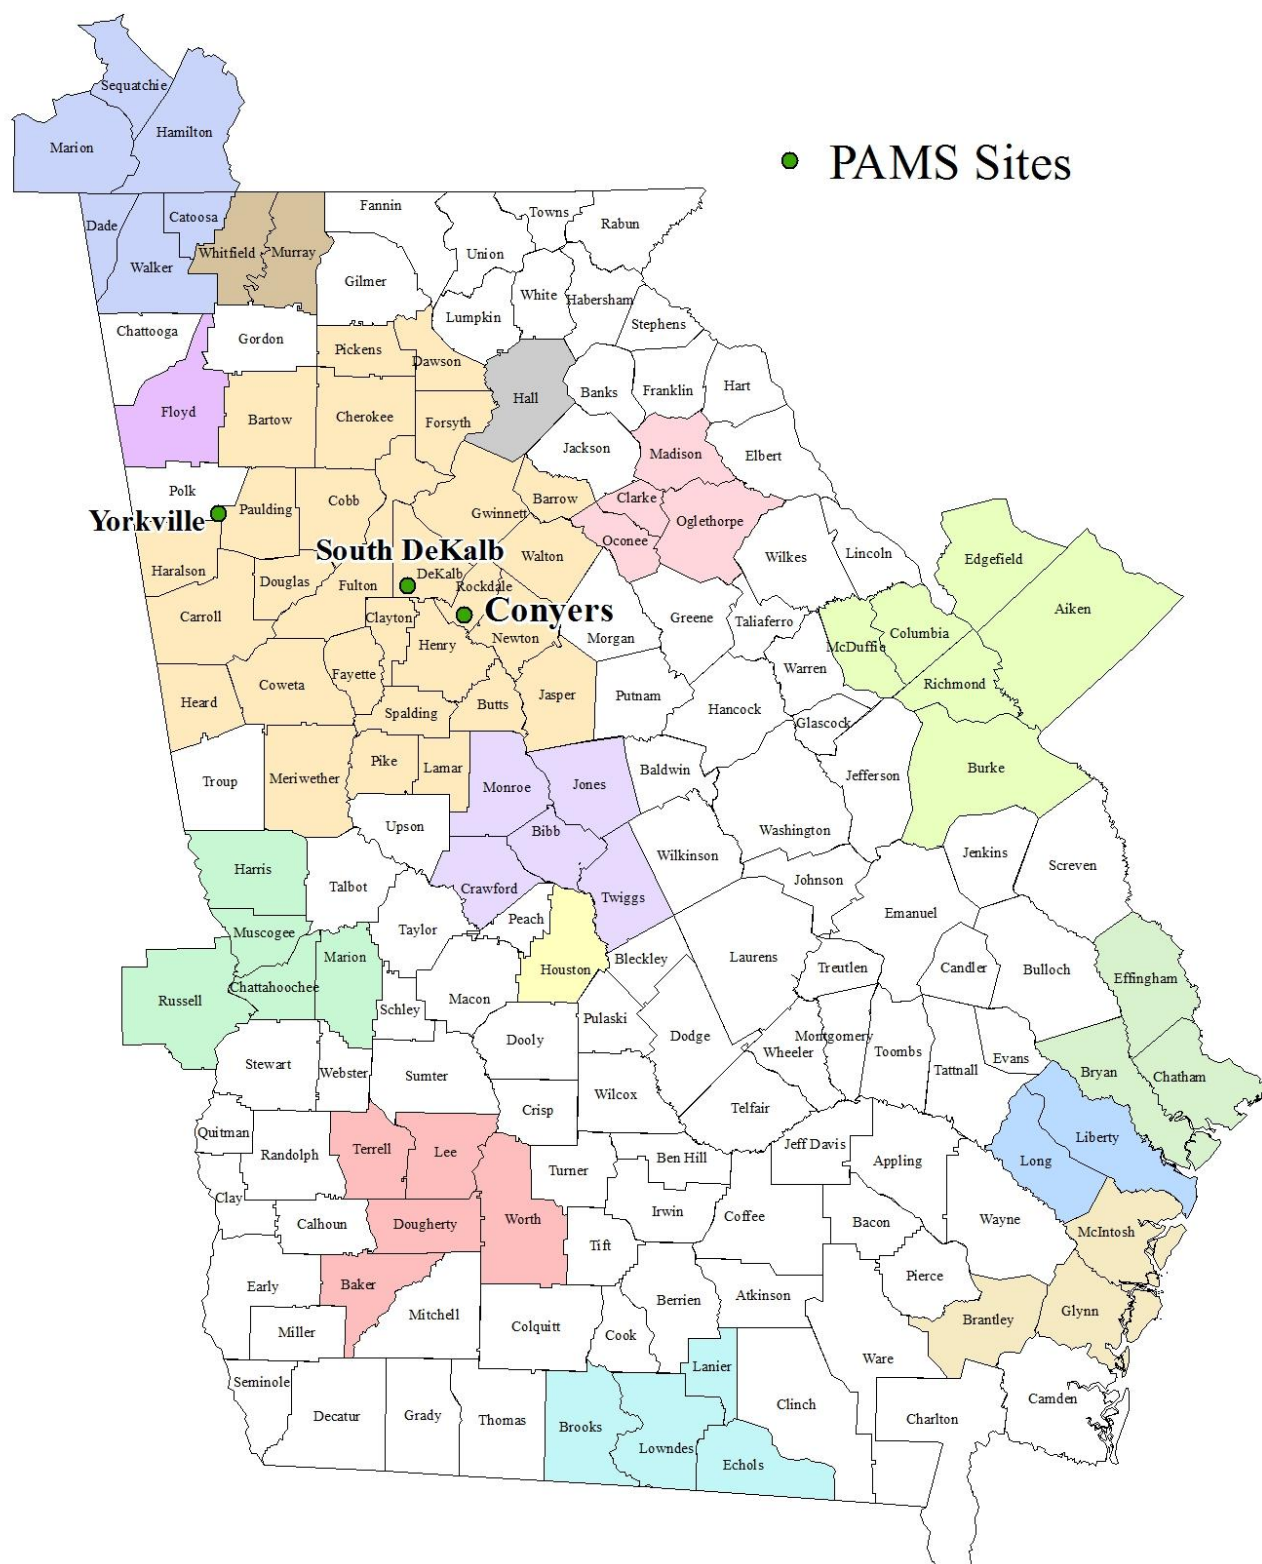 Sequatchie
Hamilton
Marion
PAMS Sites
Fannin
Towns
Rabun
Dade
Catoosa
Union
Whitfield
Murray
Walker
Gilmer
White
Habersham
Lumpkin
Stephens
Chattooga
Gordon
Pickens
Dawson
Hall
Banks
Franklin
Hart
Floyd
Bartow
Cherokee
Forsyth
Jackson
Madison
Elbert
Polk
Cobb
Barrow
Clarke
Paulding
Gwinnett
Oglethorpe
Yorkville
South DeKalb
Oconee
Walton
Wilkes
Lincoln
Edgefield
Haralson
Douglas
Fulton
DeKalb
Rockdale
Conyers
Aiken
Carroll
Clayton
Henry
Newton
Morgan
Greene
Taliaferro
Columbia
McDuffie
Warren
Richmond
Fayette
Coweta
Heard
Spalding
Butts
Jasper
Putnam
Hancock
Glascock
Troup
Meriwether
Pike
Lamar
Monroe
Jones
Baldwin
Jefferson
Burke
Upson
Bibb
Washington
Wilkinson
Jenkins
Screven
Harris
Talbot
Crawford
Twiggs
Johnson
Emanuel
Muscogee
Taylor
Peach
Marion
Houston
Bleckley
Laurens
Treutlen
Candler
Bulloch
Effingham
Russell
Chattahoochee
Schley
Macon
Pulaski
Dooly
Dodge
Montgomery
Wheeler
Toombs
Tattnall
Evans
Bryan
Chatham
Stewart
Webster
Sumter
Crisp
Wilcox
Telfair
Quitman
Randolph
Terrell
Lee
Turner
Ben Hill
Jeff Davis
Appling
Long
Liberty
Clay
Calhoun
Dougherty
Worth
Irwin
Coffee
Bacon
Wayne
McIntosh
Tift
Early
Baker
Mitchell
Berrien
Atkinson
Pierce
Brantley
Glynn
Miller
Colquitt
Cook
Lanier
Ware
Seminole
Decatur
Grady
Thomas
Brooks
Lowndes
Echols
Clinch
Charlton
Camden